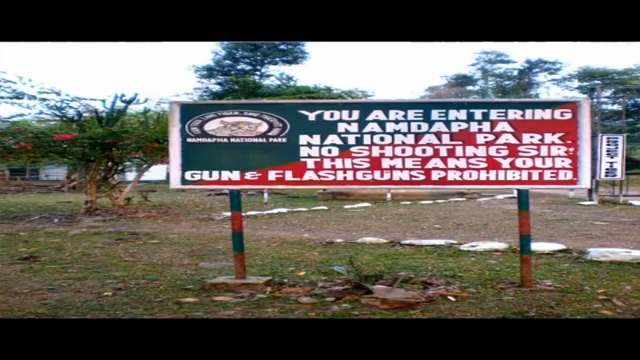 YOU ARE ENTERING
NAMDAPHA
NATIONAL PARK.
NO SHOOTING SIR:
THIS MEANS YOUR
GUN & FLASHGUNS PROHIBITED.
NAMDAPHA NATIONAL PARK